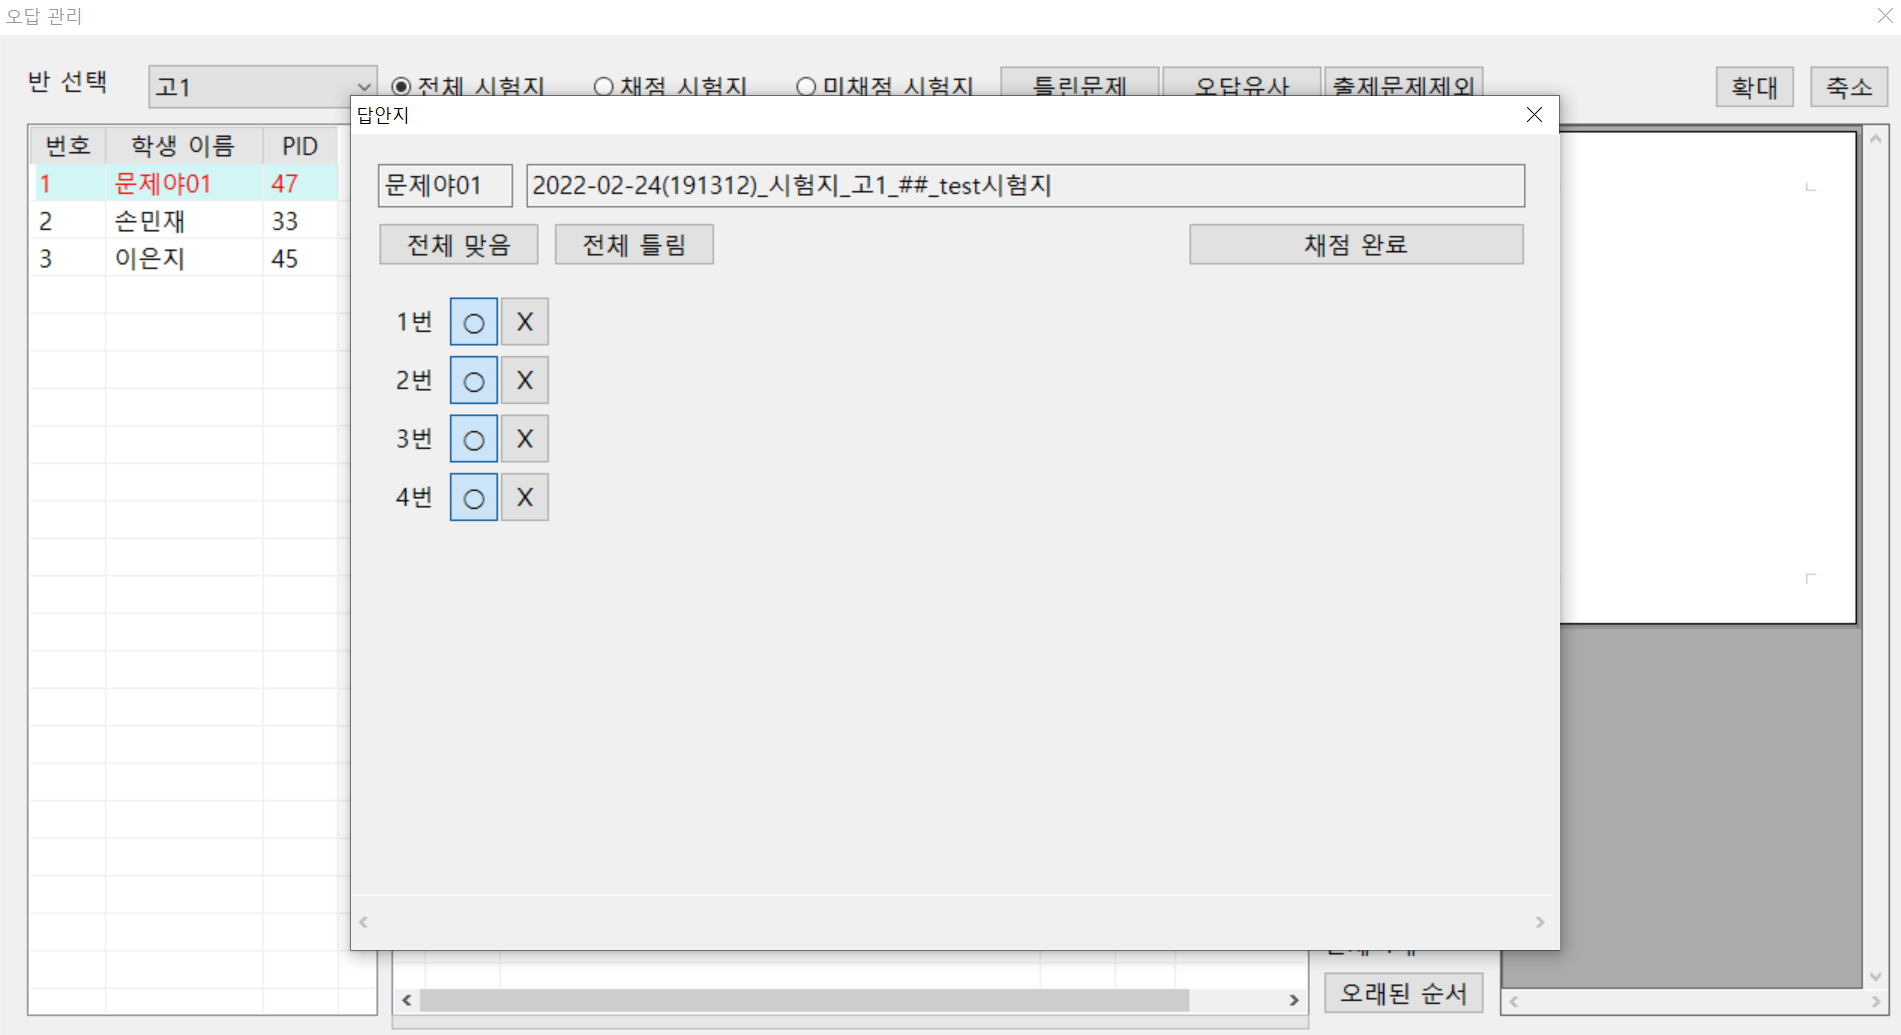 오답 관리
반 선택 고1 전체 시험지 채점 시험지 미채점 시험지 틀린문제 오답유사 출제문제제외 확대 축소
번호 학생 이름 PID
1 문제야01 47
2 손민재 33
3 이은지 45
답안지
문제야01 2022-02-24(191312)_시험지_고1_##_test시험지
전체 맞음 전체 틀림 채점 완료
1번 ○ X
2번 ○ X
3번 ○ X
4번 ○ X
오래된 순서